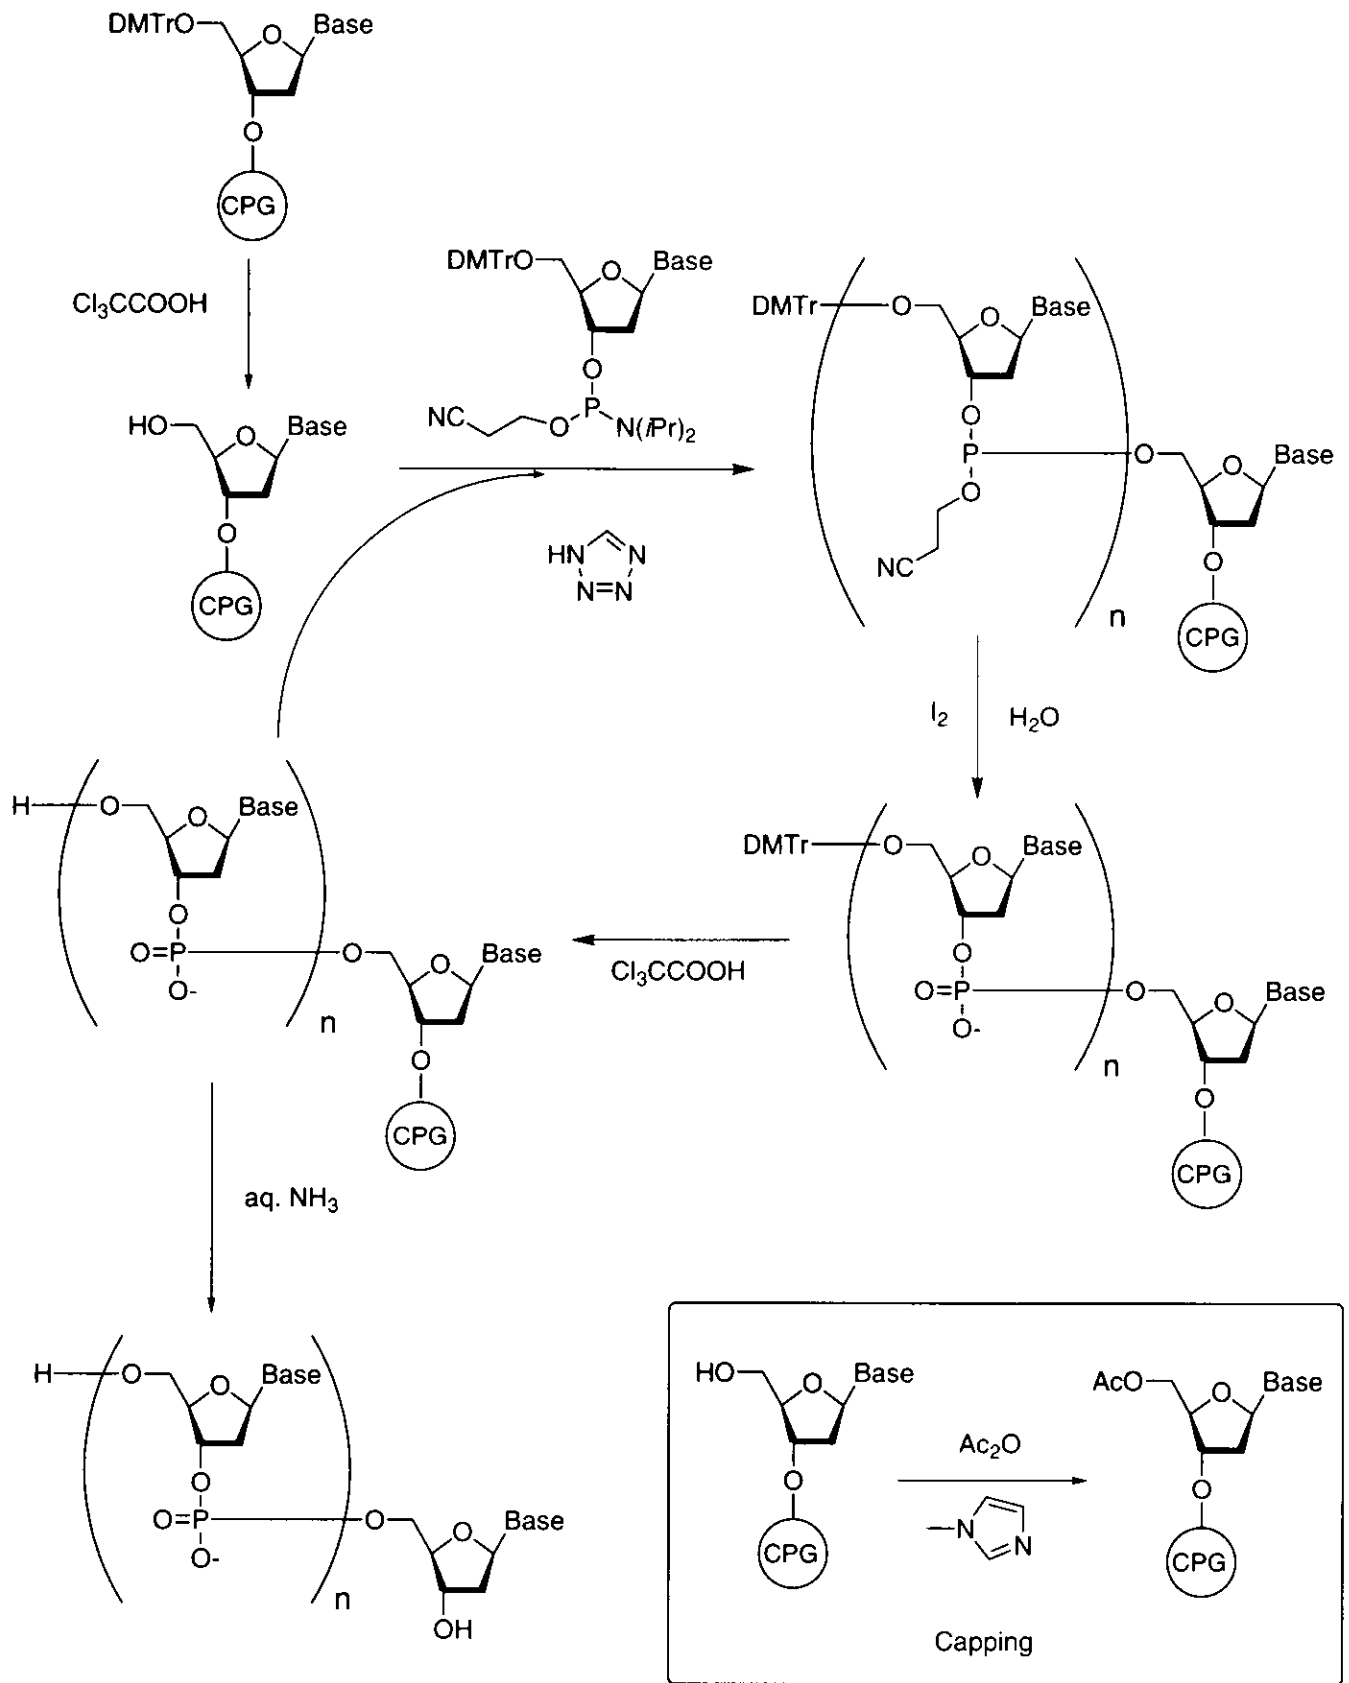 DMTrO
O
Base
O
CPG
Cl3CCOOH
DMTrO
O
Base
O
NC
O
P
N(iPr)2
HO
O
Base
O
CPG
HN
N
N=N
DMTr
O
O
Base
O
P
O
NC
n
O
O
Base
O
CPG
I2
H2O
H
O
O
Base
O
O=P
O-
n
O
O
Base
O
CPG
Cl3CCOOH
DMTr
O
O
Base
O
O=P
O-
n
O
O
Base
O
CPG
aq. NH3
H
O
O
Base
O
O=P
O-
n
O
O
Base
OH
HO
O
Base
O
CPG
Ac2O
N
N
AcO
O
Base
O
CPG
Capping